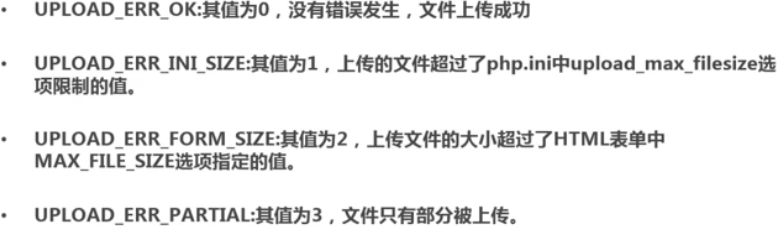 • UPLOAD_ERR_OK:其值为0，没有错误发生，文件上传成功
• UPLOAD_ERR_INI_SIZE:其值为1，上传的文件超过了php.ini中upload_max_filesize选
项限制的值。
• UPLOAD_ERR_FORM_SIZE:其值为2，上传文件的大小超过了HTML表单中
MAX_FILE_SIZE选项指定的值。
• UPLOAD_ERR_PARTIAL:其值为3，文件只有部分被上传。